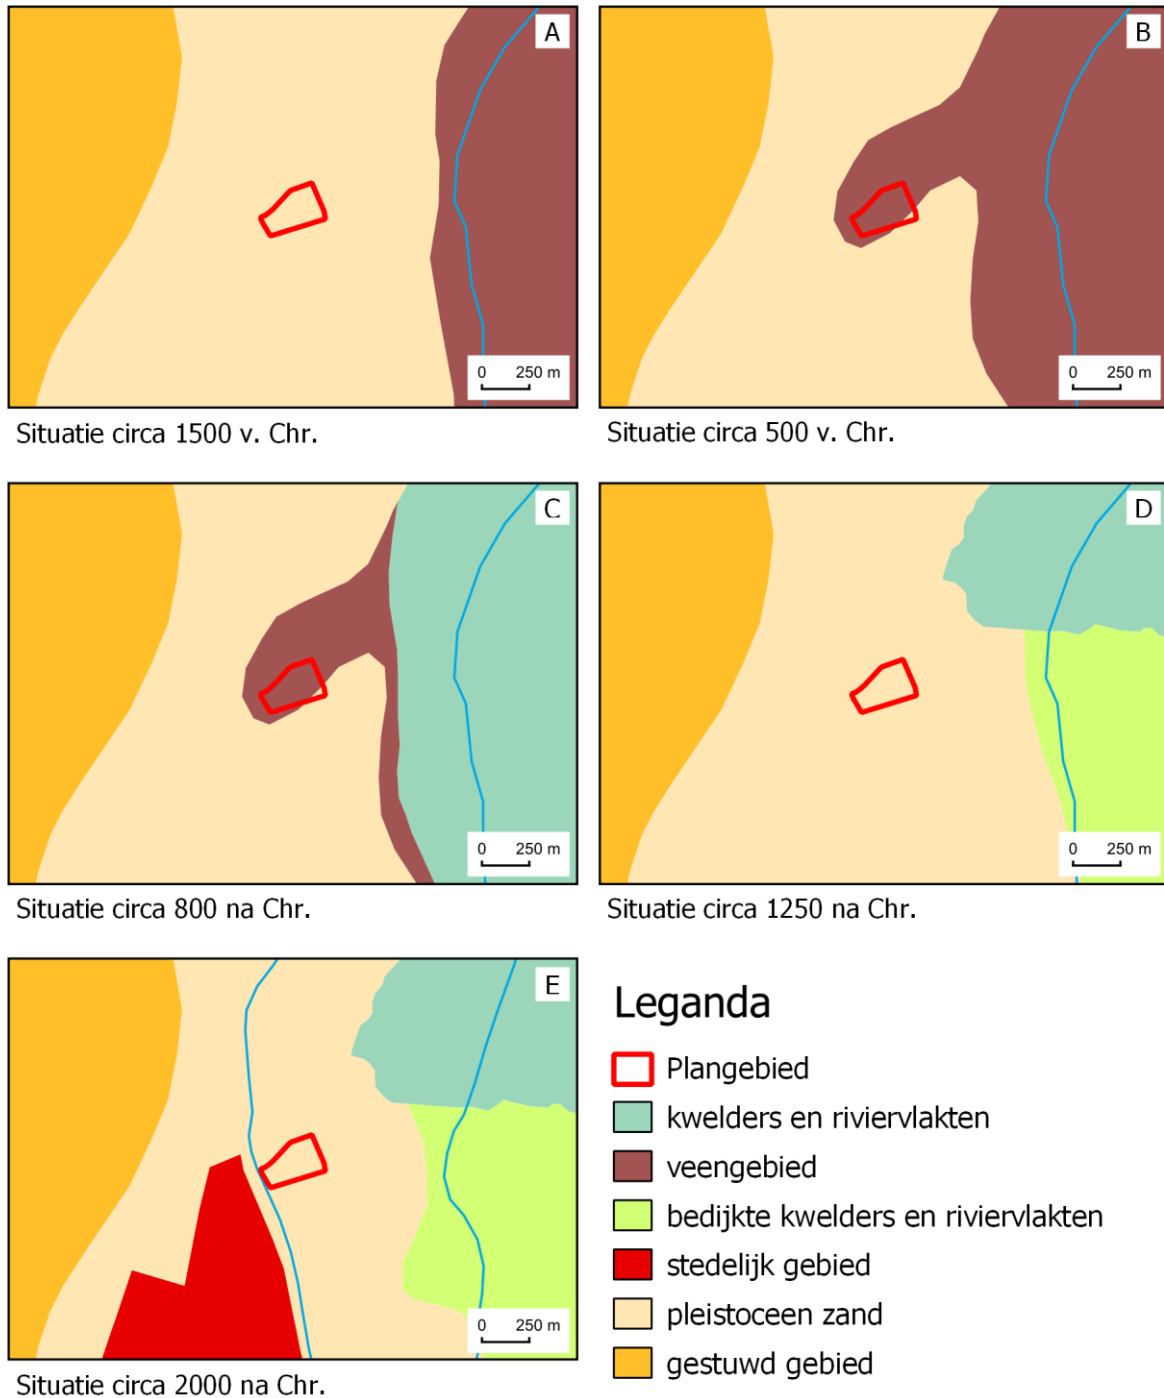 A
0 250 m
Situatie circa 1500 v. Chr.
B
0 250 m
Situatie circa 500 v. Chr.
C
0 250 m
Situatie circa 800 na Chr.
D
0 250 m
Situatie circa 1250 na Chr.
E
0 250 m
Situatie circa 2000 na Chr.
Leganda
Plangebied
kwelders en riviervlakten
veengebied
bedijkte kwelders en riviervlakten
stedelijk gebied
pleistoceen zand
gestuwd gebied